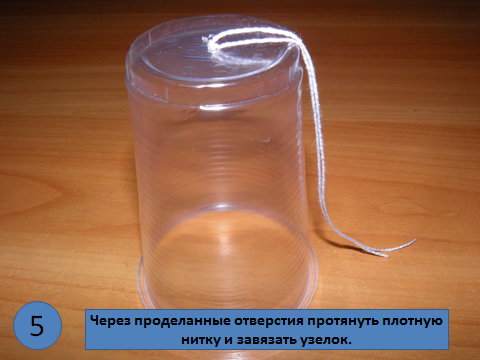 5
Через проделанные отверстия протянуть плотную
нитку и завязать узелок.